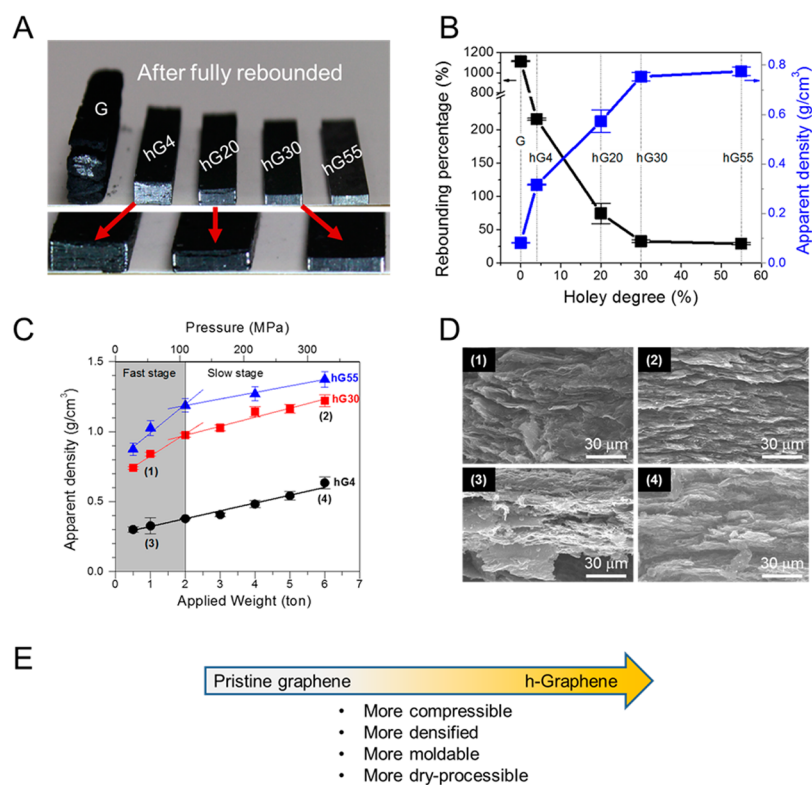 A
After fully rebounded
G
hG4
hG20
hG30
hG55
B
Rebounding percentage (%)
1200
1000
800
200
150
100
50
25
0
G
hG4
hG20
hG30
hG55
0 10 20 30 40 50 60
Holey degree (%)
0.8
0.6
0.4
0.2
0.0
Apparent density (g/cm³)
C
Pressure (MPa)
0 100 200 300
Fast stage
Slow stage
hG55
hG30
hG4
(1)
(2)
(3)
(4)
Apparent density (g/cm³)
1.5
1.0
0.5
0.0
0 1 2 3 4 5 6 7
Applied Weight (ton)
D
(1)
30 μm
(2)
30 μm
(3)
30 μm
(4)
30 μm
E
Pristine graphene
h-Graphene
• More compressible
• More densified
• More moldable
• More dry-processible